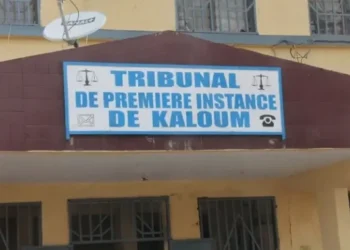 TRIBUNAL
DE PREMIERE INSTANCE
DE KALOUM